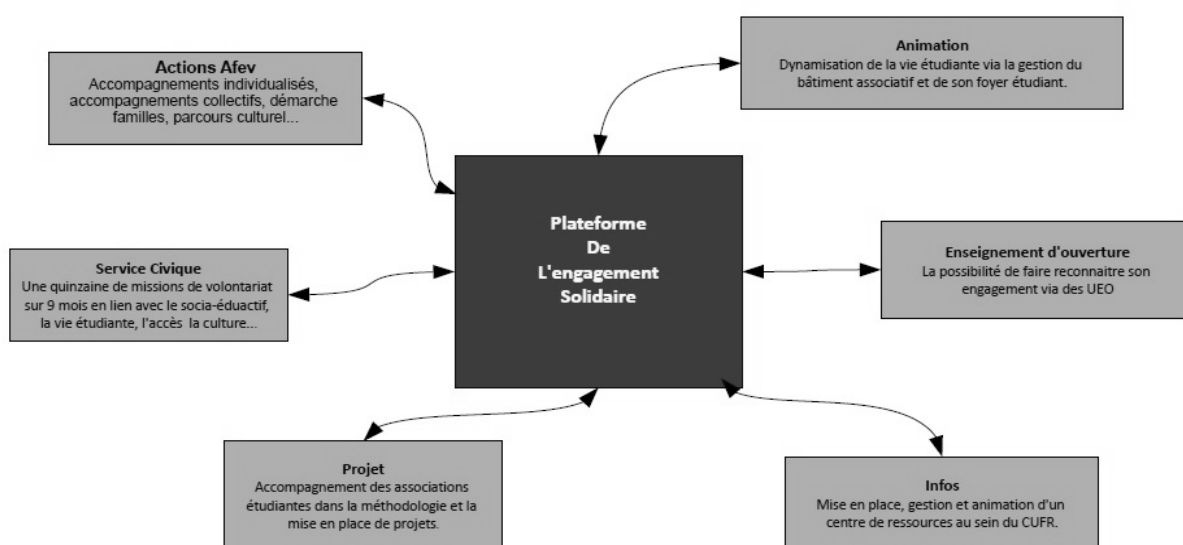 Actions Afev
Accompagnements individualisés,
accompagnements collectifs, démarche
familles, parcours culturel...
Animation
Dynamisation de la vie étudiante via la gestion du
bâtiment associatif et de son foyer étudiant.
Plateforme
De
L'engagement
Solidaire
Service Civique
Une quinzaine de missions de volontariat
sur 9 mois en lien avec le socia-éduactif,
la vie étudiante, l'accès la culture...
Enseignement d'ouverture
La possibilité de faire reconnaitre son
engagement via des UEO
Projet
Accompagnement des associations
étudiantes dans la méthodologie et la
mise en place de projets.
Infos
Mise en place, gestion et animation d'un
centre de ressources au sein du CUFR.